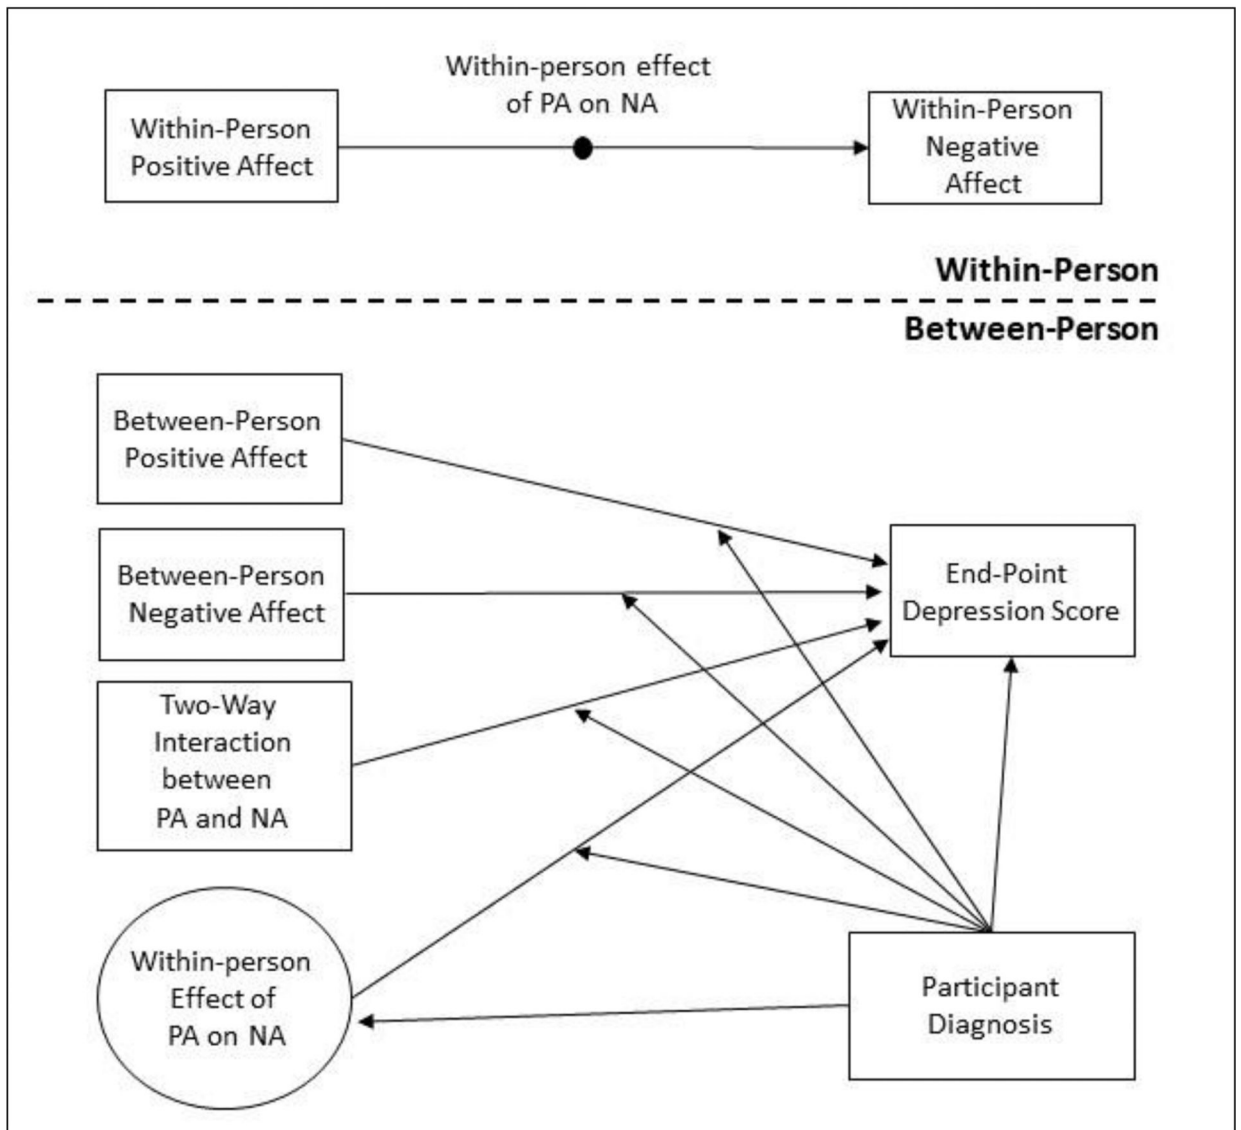 Within-person effect
of PA on NA
Within-Person
Positive Affect
Within-Person
Negative
Affect
Within-Person
Between-Person
Between-Person
Positive Affect
Between-Person
Negative Affect
End-Point
Depression Score
Two-Way
Interaction
between
PA and NA
Within-person
Effect of
PA on NA
Participant
Diagnosis